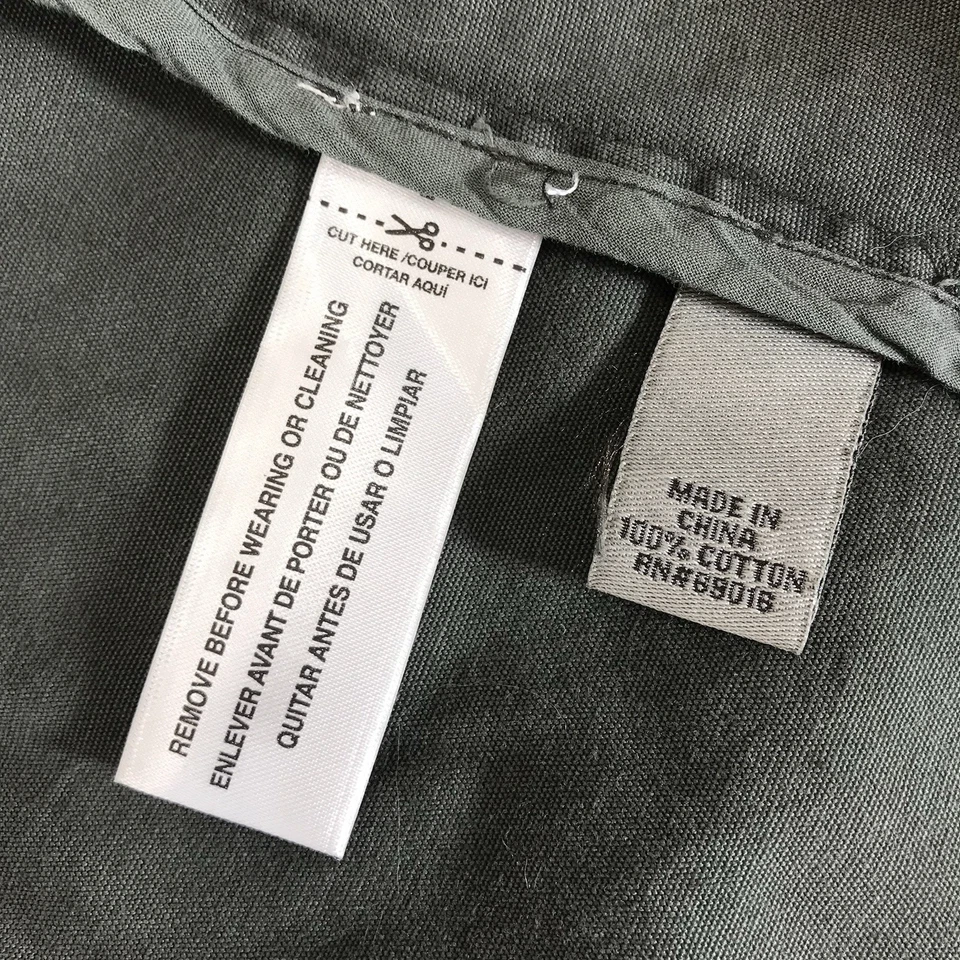 CUT HERE /COUPER ICI
CORTAR AQUÍ
REMOVE BEFORE WEARING OR CLEANING
ENLEVER AVANT DE PORTER OU DE NETTOYER
QUITAR ANTES DE USAR O LIMPIAR
MADE IN
CHINA
100% COTTON
RN#69016